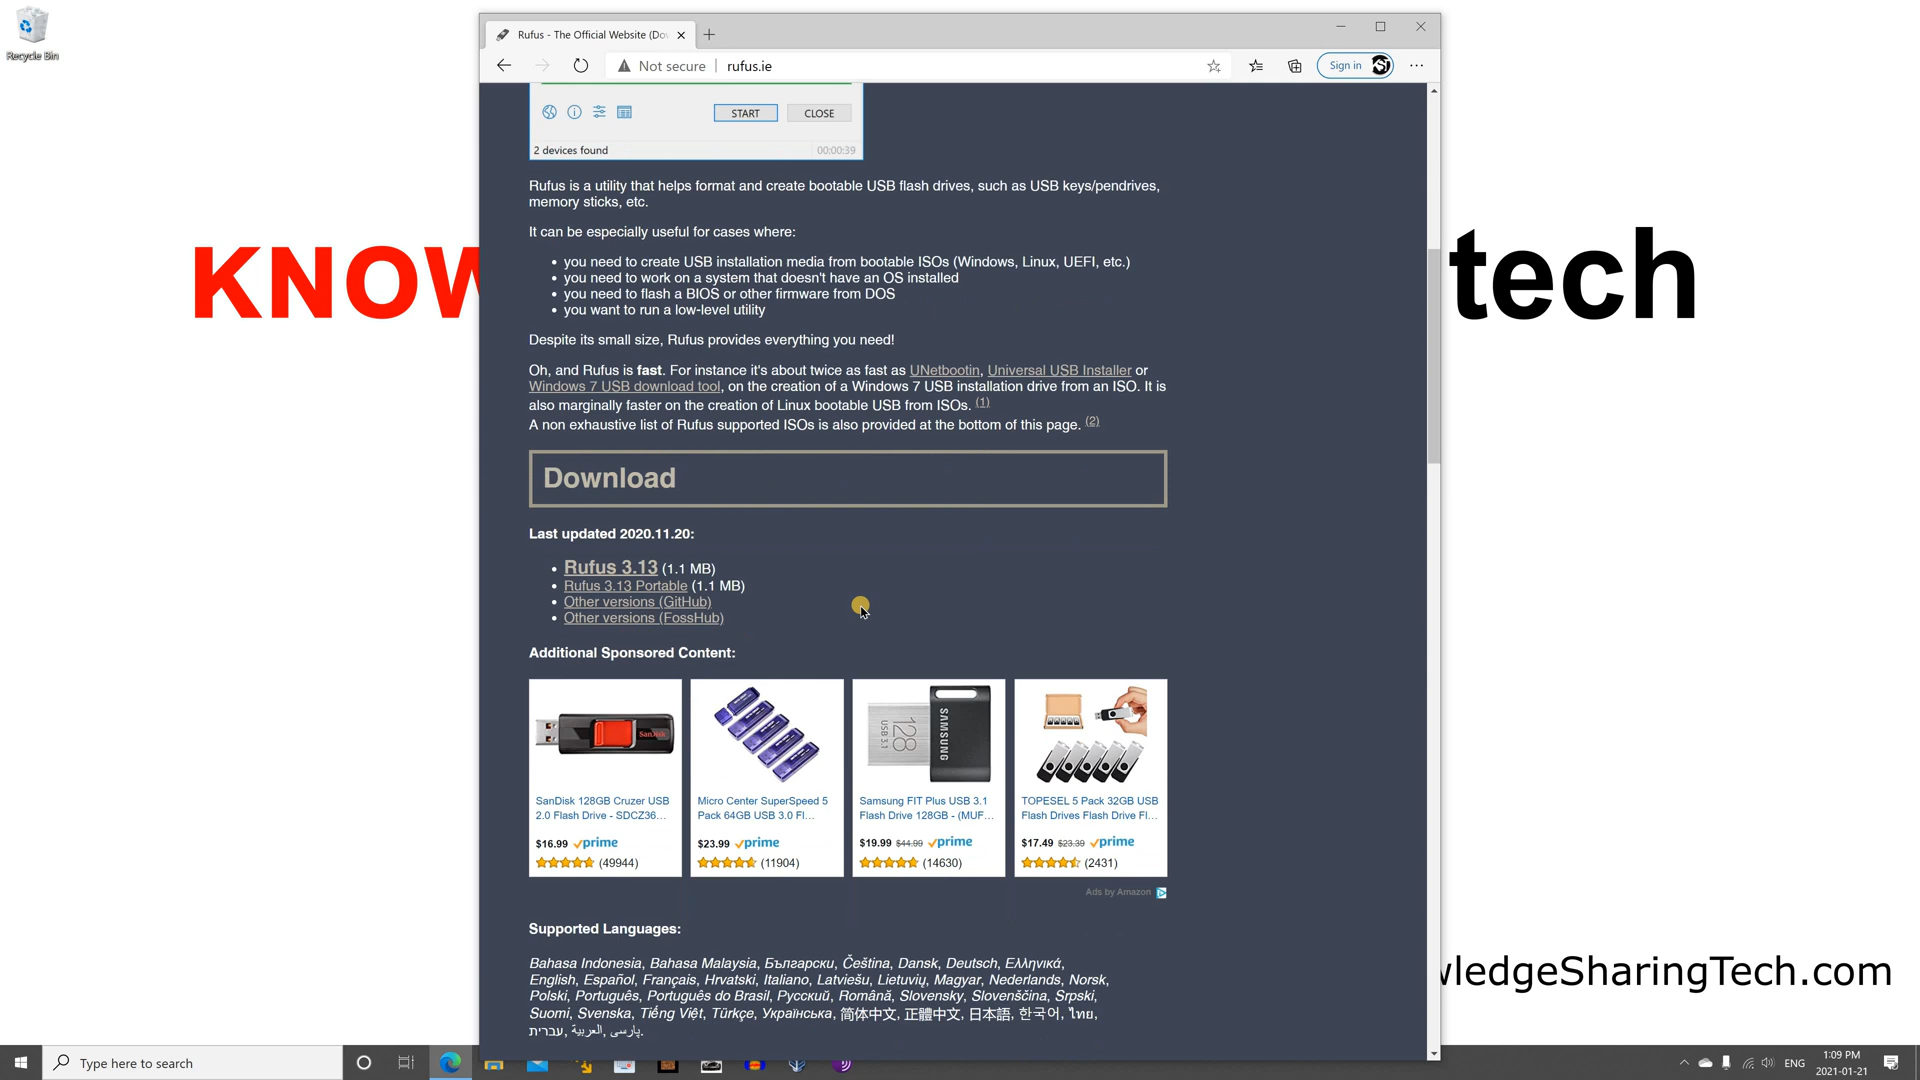 Recycle Bin
Rufus - The Official Website (Do
Not secure
rufus.ie
Sign in
START
CLOSE
2 devices found
00:00:39
KNOW
tech
Rufus is a utility that helps format and create bootable USB flash drives, such as USB keys/pendrives,
memory sticks, etc.
It can be especially useful for cases where:
• you need to create USB installation media from bootable ISOs (Windows, Linux, UEFI, etc.)
• you need to work on a system that doesn't have an OS installed
• you need to flash a BIOS or other firmware from DOS
• you want to run a low-level utility
Despite its small size, Rufus provides everything you need!
Oh, and Rufus is fast. For instance it's about twice as fast as UNetbootin, Universal USB Installer or
Windows 7 USB download tool, on the creation of a Windows 7 USB installation drive from an ISO. It is
also marginally faster on the creation of Linux bootable USB from ISOs. (1)
A non exhaustive list of Rufus supported ISOs is also provided at the bottom of this page. (2)
Download
Last updated 2020.11.20:
• Rufus 3.13 (1.1 MB)
• Rufus 3.13 Portable (1.1 MB)
• Other versions (GitHub)
• Other versions (FossHub)
Additional Sponsored Content:
SanDisk
128
USB 3.1
SAMSUNG
SanDisk 128GB Cruzer USB
2.0 Flash Drive - SDCZ36...
$16.99 prime
(49944)
Micro Center SuperSpeed 5
Pack 64GB USB 3.0 Fl...
$23.99 prime
(11904)
Samsung FIT Plus USB 3.1
Flash Drive 128GB - (MUF...
$19.99 $44.99 prime
(14630)
TOPESEL 5 Pack 32GB USB
Flash Drives Flash Drive Fl...
$17.49 $23.39 prime
(2431)
Ads by Amazon
Supported Languages:
Bahasa Indonesia, Bahasa Malaysia, Български, Čeština, Dansk, Deutsch, Ελληνικά,
English, Español, Français, Hrvatski, Italiano, Latviešu, Lietuvių, Magyar, Nederlands, Norsk,
Polski, Português, Português do Brasil, Русский, Română, Slovensky, Slovenščina, Srpski,
Suomi, Svenska, Tiếng Việt, Türkçe, Українська, 简体中文, 正體中文, 日本語, 한국어, ไทย,
עברית, العربية, پارسی.
wledgeSharingTech.com
Type here to search
ENG
1:09 PM
2021-01-21